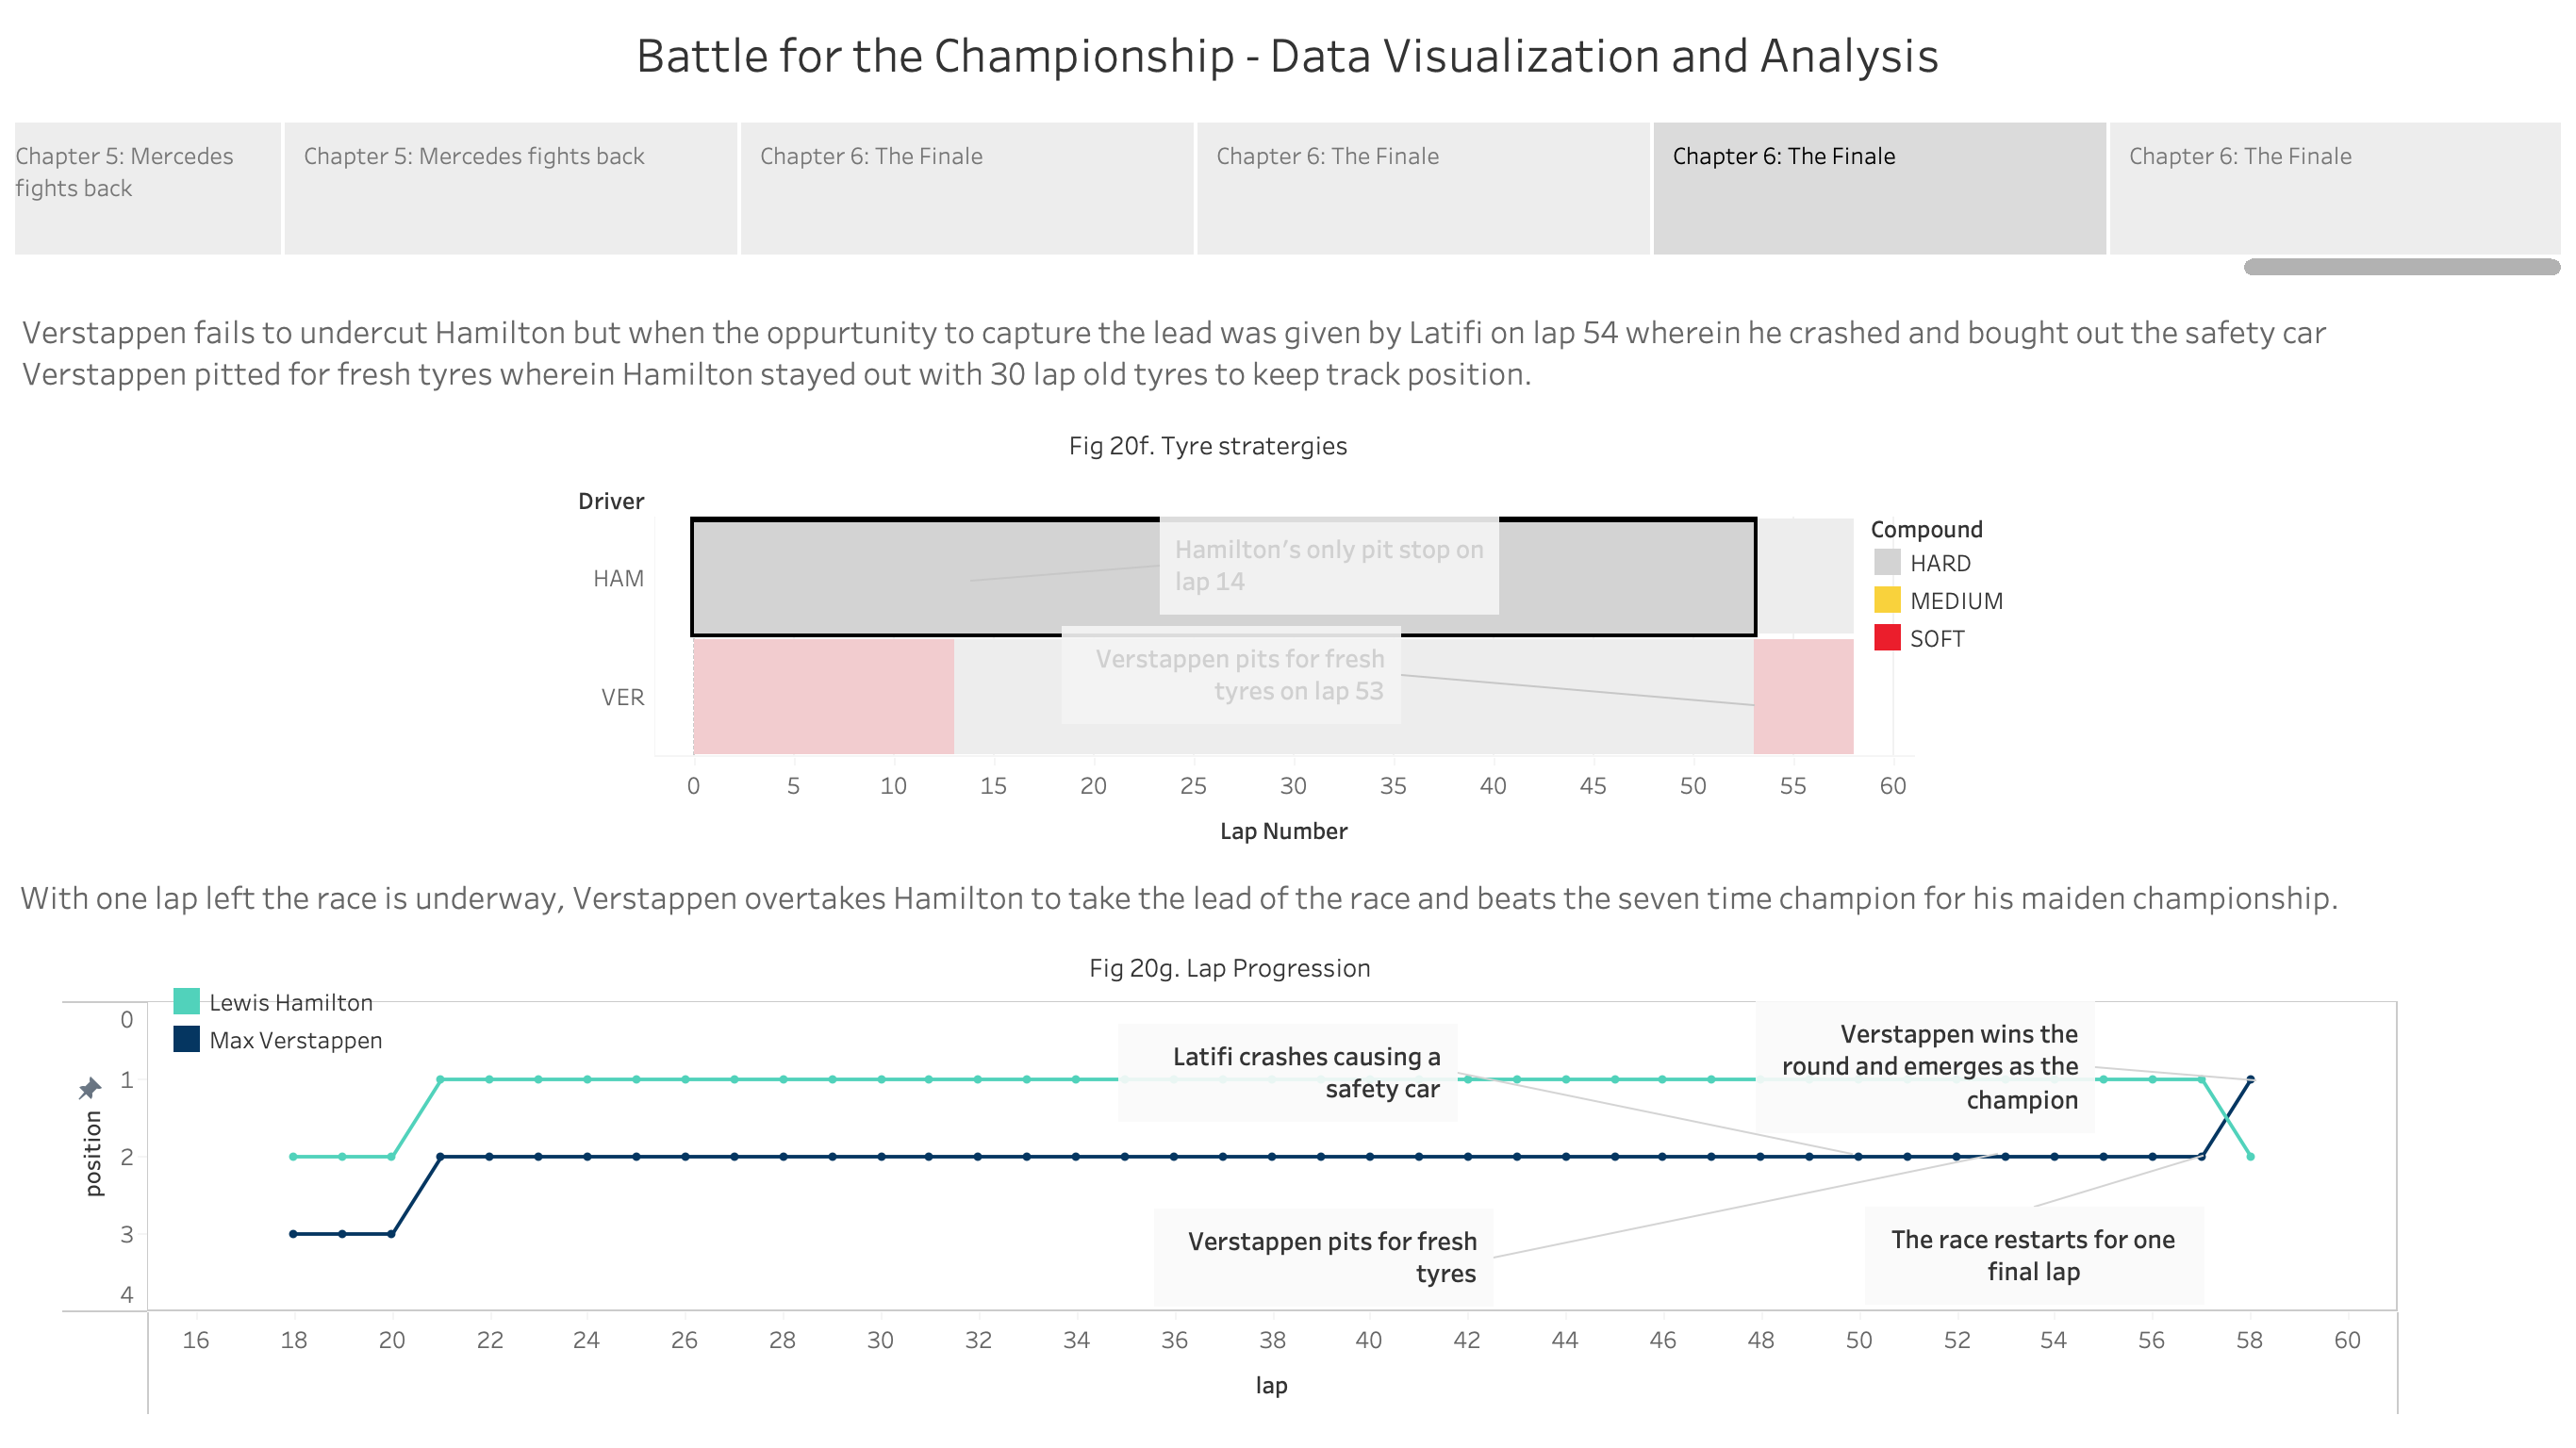 Battle for the Championship - Data Visualization and Analysis
Chapter 5: Mercedes
fights back
Chapter 5: Mercedes fights back
Chapter 6: The Finale
Chapter 6: The Finale
Chapter 6: The Finale
Chapter 6: The Finale
Verstappen fails to undercut Hamilton but when the oppurtunity to capture the lead was given by Latifi on lap 54 wherein he crashed and bought out the safety car
Verstappen pitted for fresh tyres wherein Hamilton stayed out with 30 lap old tyres to keep track position.
Fig 20f. Tyre stratergies
Driver
HAM
VER
Hamilton's only pit stop on
lap 14
Verstappen pits for fresh
tyres on lap 53
Compound
HARD
MEDIUM
SOFT
0 5 10 15 20 25 30 35 40 45 50 55 60
Lap Number
With one lap left the race is underway, Verstappen overtakes Hamilton to take the lead of the race and beats the seven time champion for his maiden championship.
Fig 20g. Lap Progression
Lewis Hamilton
Max Verstappen
position
0
1
2
3
4
Latifi crashes causing a
safety car
Verstappen wins the
round and emerges as the
champion
Verstappen pits for fresh
tyres
The race restarts for one
final lap
16 18 20 22 24 26 28 30 32 34 36 38 40 42 44 46 48 50 52 54 56 58 60
lap